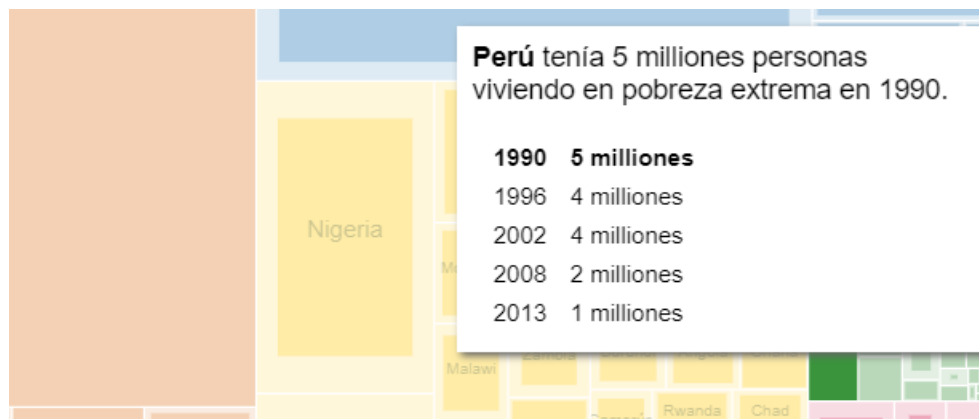 Perú tenía 5 milliones personas
viviendo en pobreza extrema en 1990.
1990 5 milliones
1996 4 milliones
2002 4 milliones
2008 2 milliones
2013 1 milliones
Nigeria
Malawi
Zambia
Rwanda
Chad